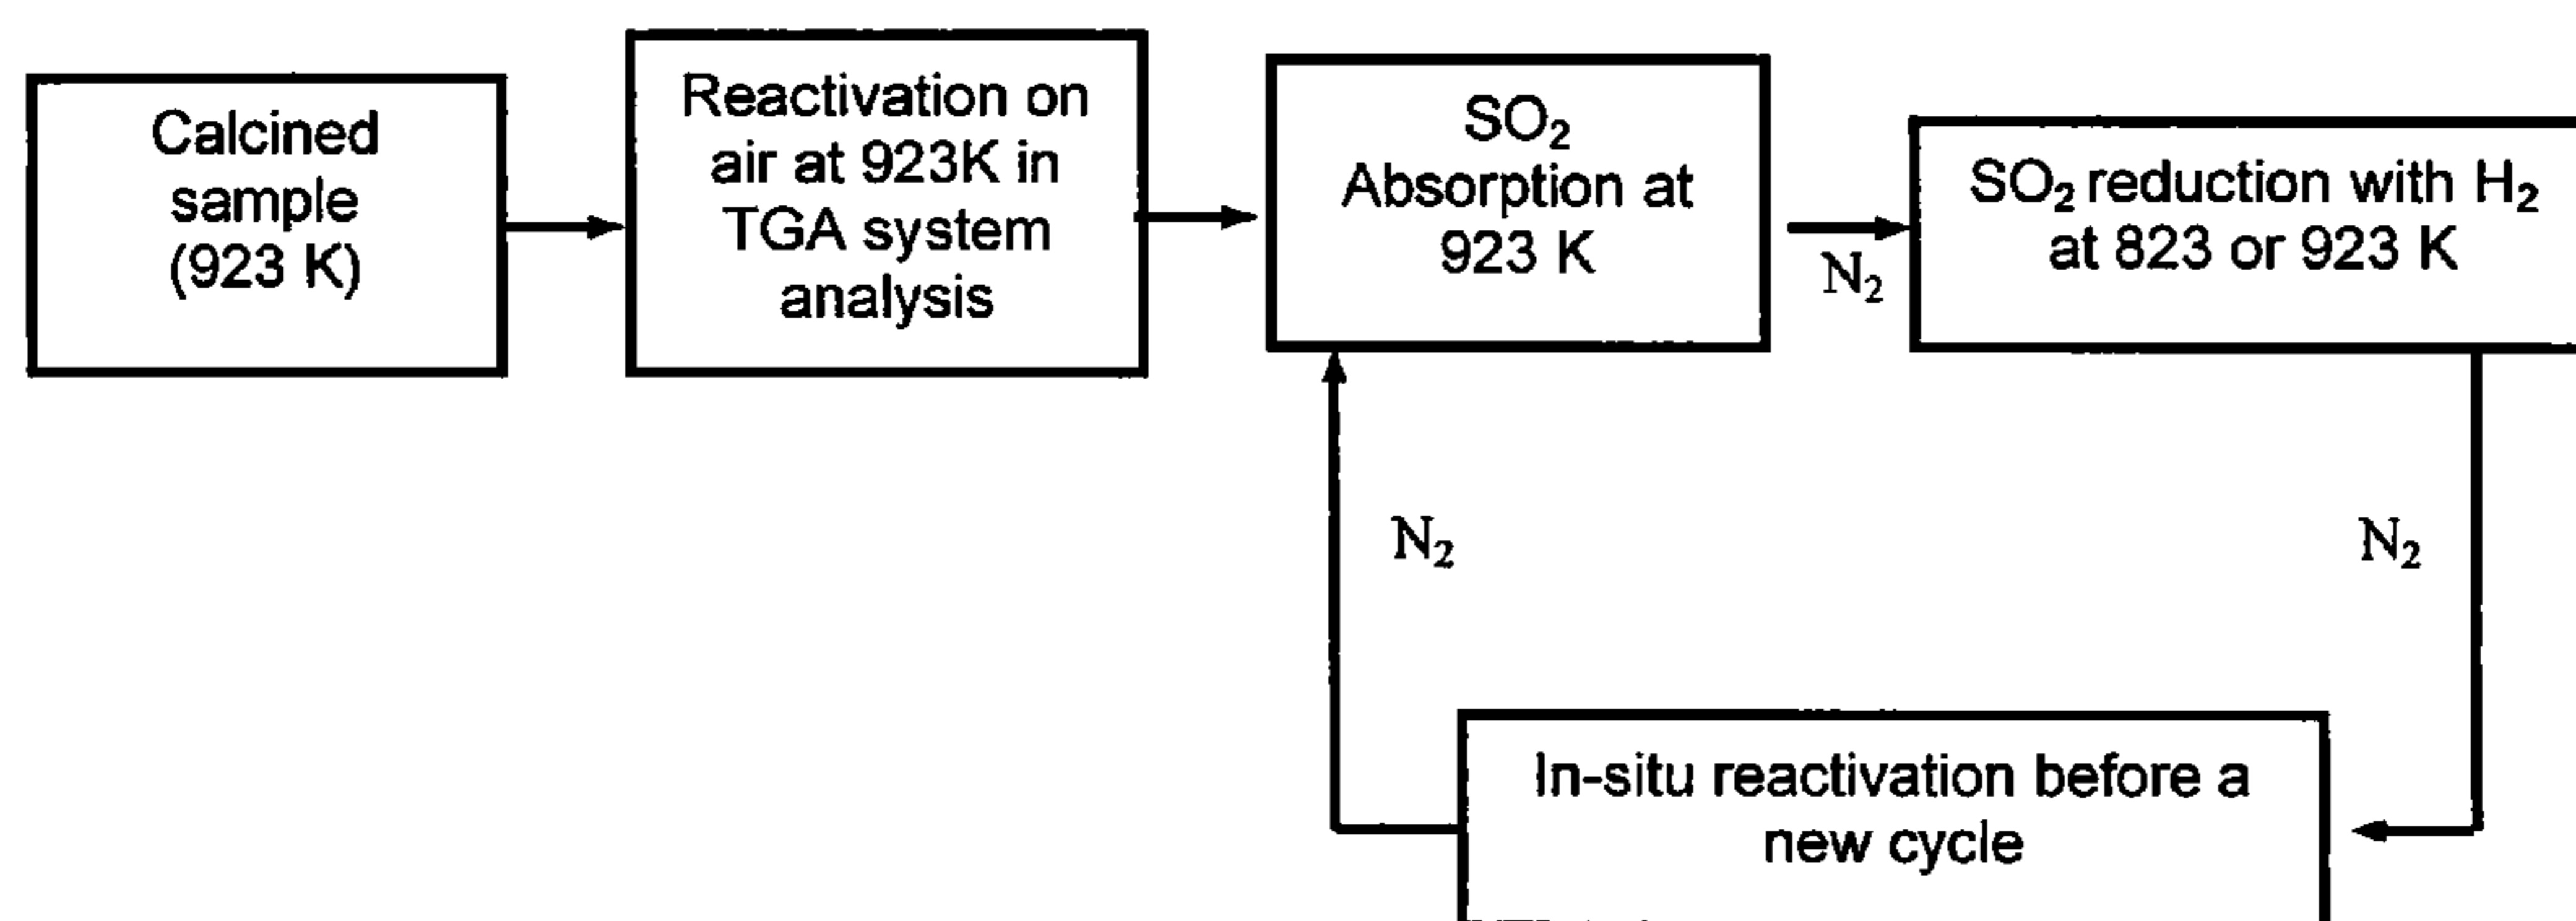 Calcined
sample
(923 K)
Reactivation on
air at 923K in
TGA system
analysis
SO₂
Absorption at
923 K
N₂
SO₂ reduction with H₂
at 823 or 923 K
N₂
N₂
In-situ reactivation before a
new cycle